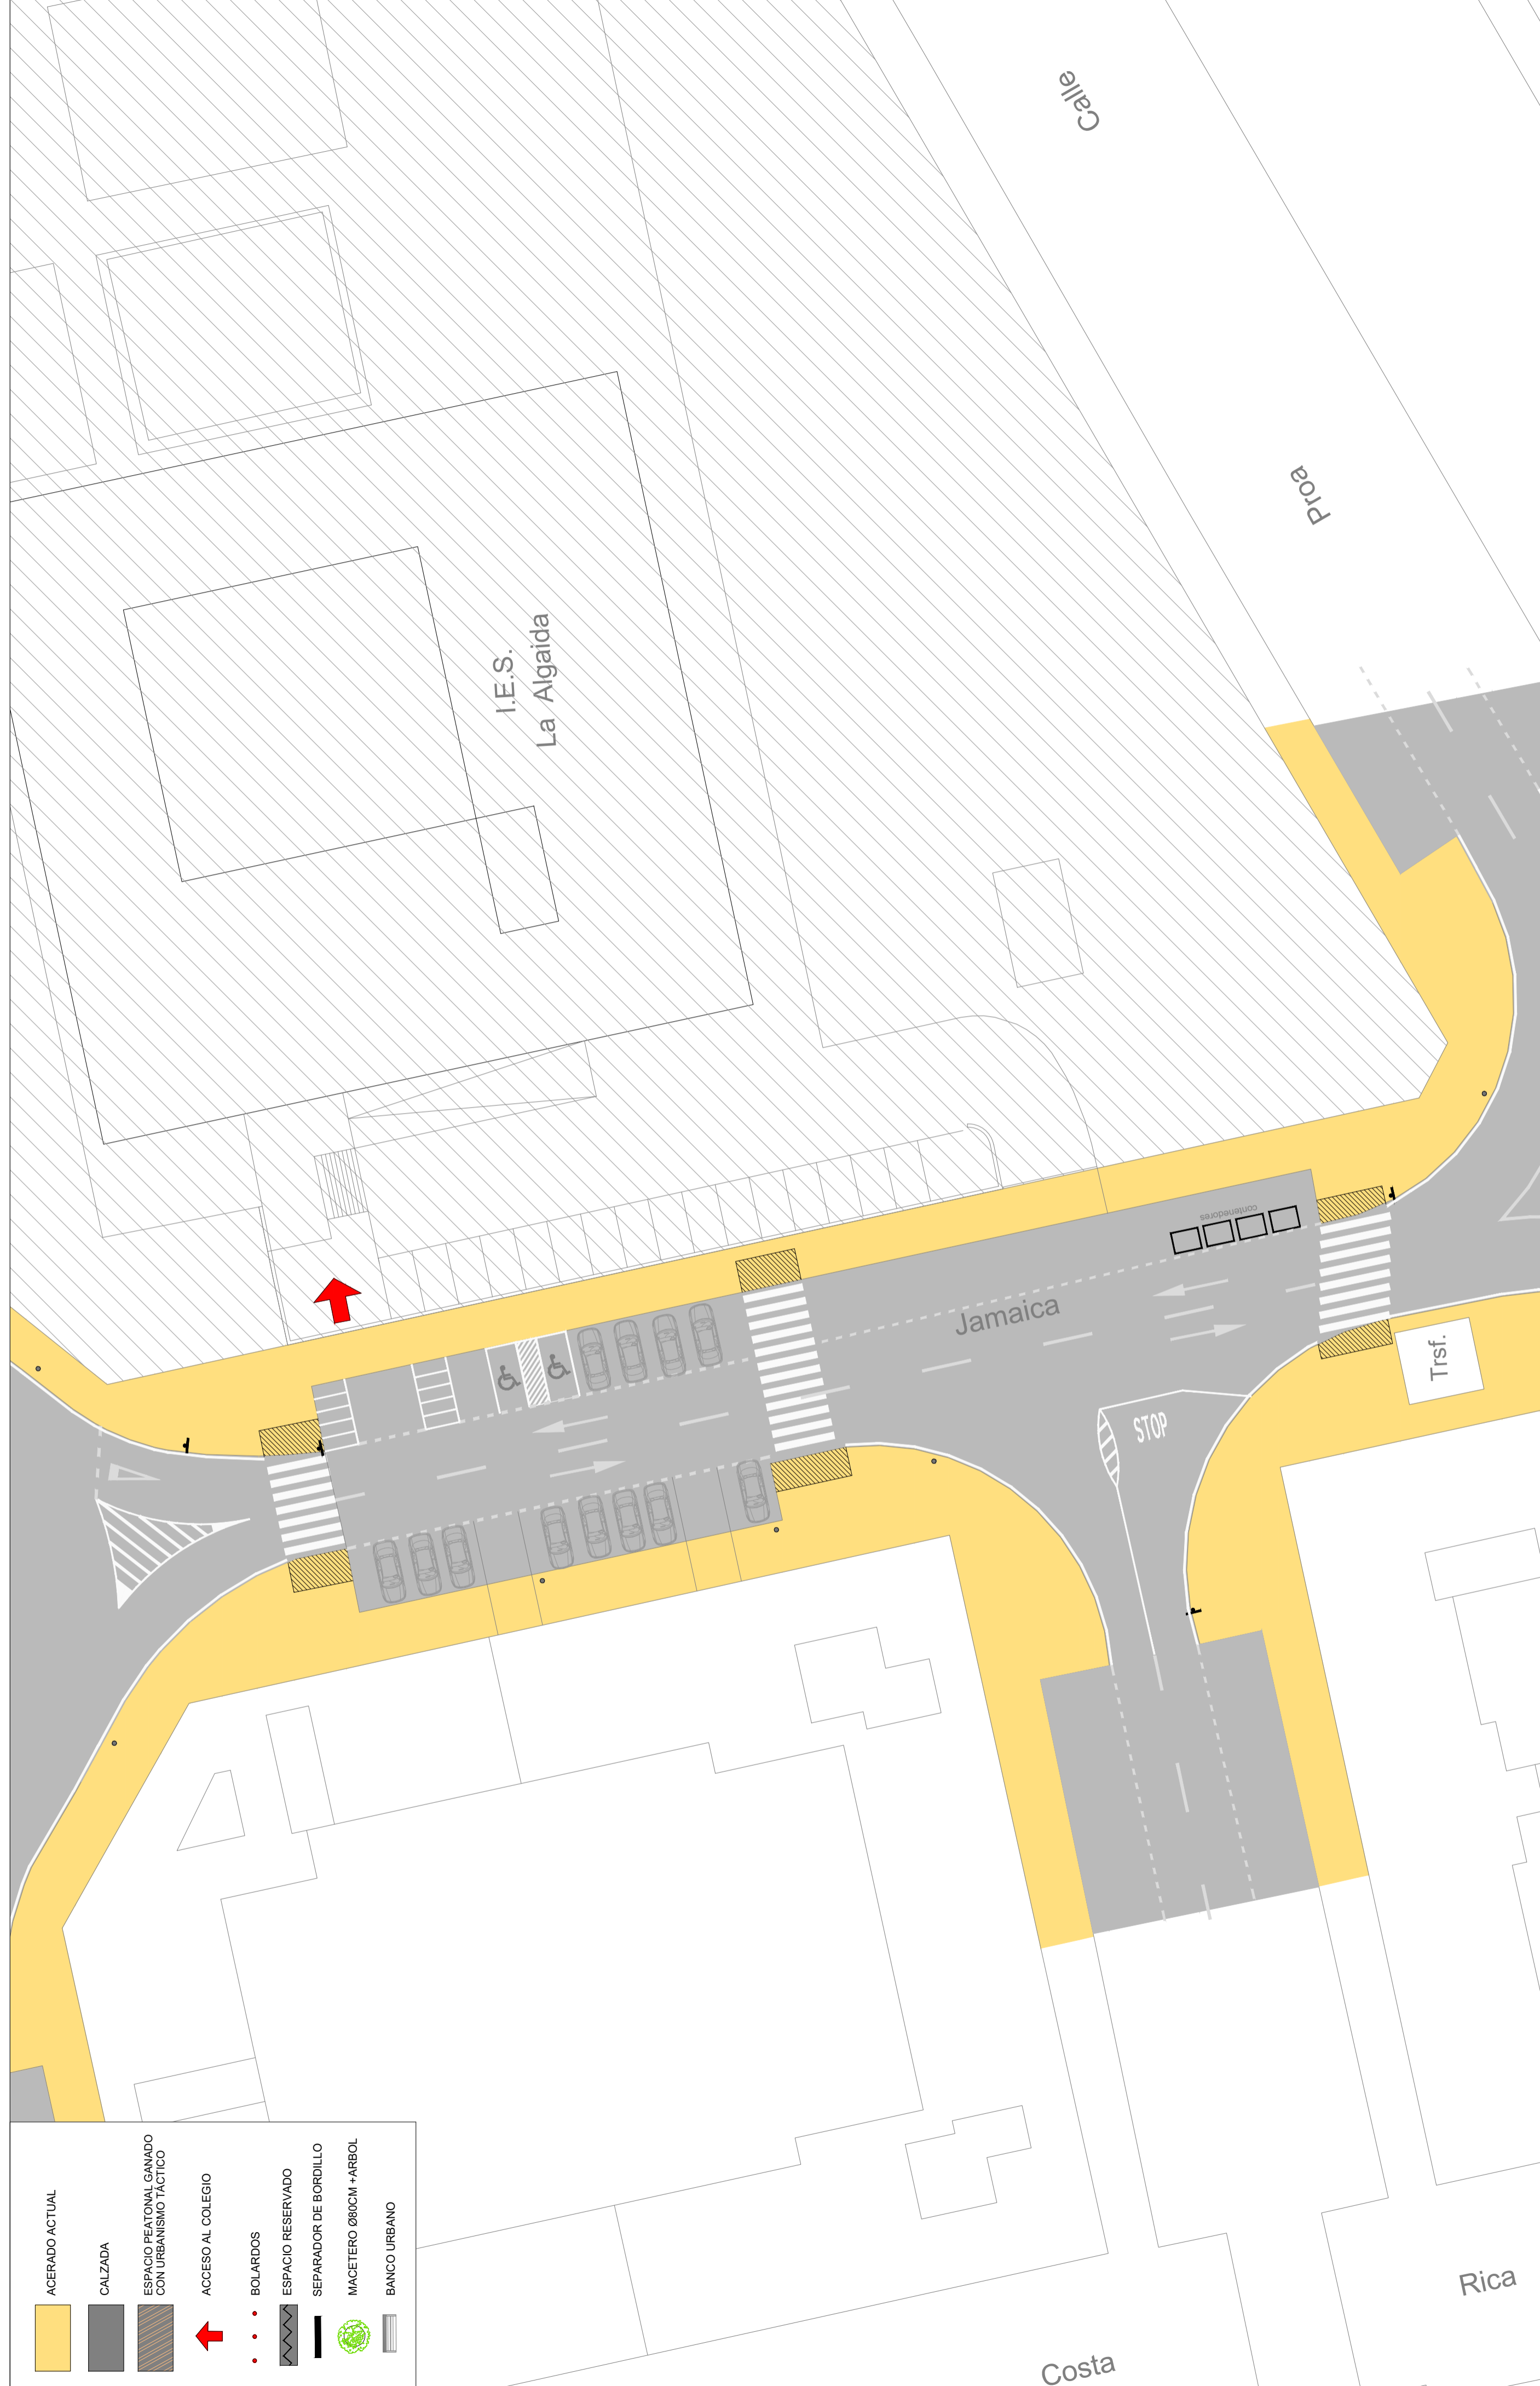 Calle
Proa
I.E.S.
La Algaida
contenedores
Jamaica
STOP
Trsf.
Costa
Rica
ACERADO ACTUAL
CALZADA
ESPACIO PEATONAL GANADO
CON URBANISMO TÁCTICO
ACCESO AL COLEGIO
BOLARDOS
ESPACIO RESERVADO
SEPARADOR DE BORDILLO
MACETERO Ø80CM +ARBOL
BANCO URBANO